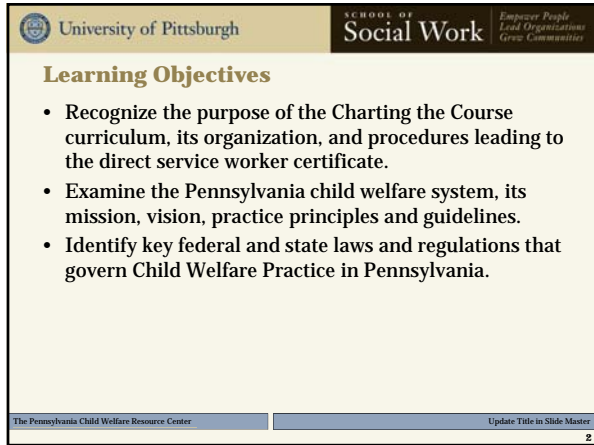 University of Pittsburgh
SCHOOL OF
Social Work
Empower People
Lead Organizations
Grow Communities
Learning Objectives
• Recognize the purpose of the Charting the Course
curriculum, its organization, and procedures leading to
the direct service worker certificate.
• Examine the Pennsylvania child welfare system, its
mission, vision, practice principles and guidelines.
• Identify key federal and state laws and regulations that
govern Child Welfare Practice in Pennsylvania.
The Pennsylvania Child Welfare Resource Center
Update Title in Slide Master
2